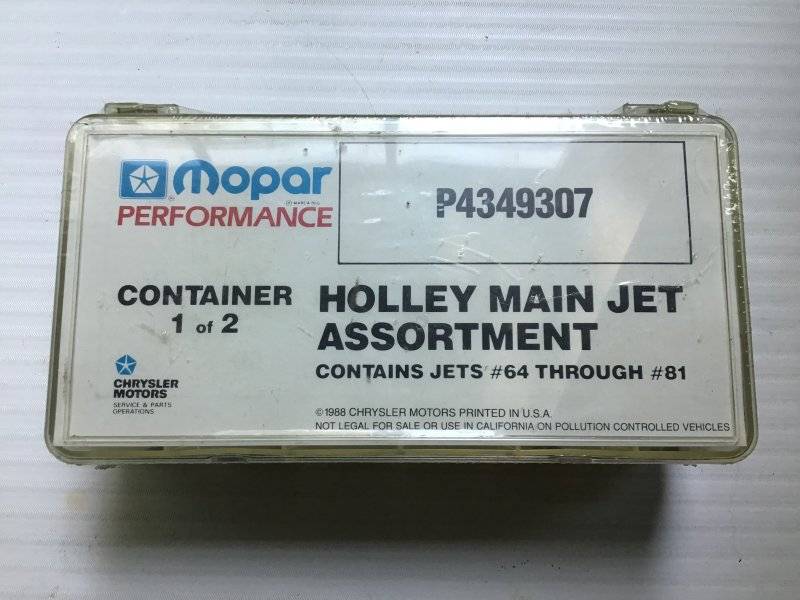 mopar
PERFORMANCE
P4349307
CONTAINER
1 of 2
HOLLEY MAIN JET
ASSORTMENT
CONTAINS JETS #64 THROUGH #81
CHRYSLER
MOTORS
SERVICE & PARTS
OPERATIONS
©1988 CHRYSLER MOTORS PRINTED IN U.S.A.
NOT LEGAL FOR SALE OR USE IN CALIFORNIA ON POLLUTION CONTROLLED VEHICLES